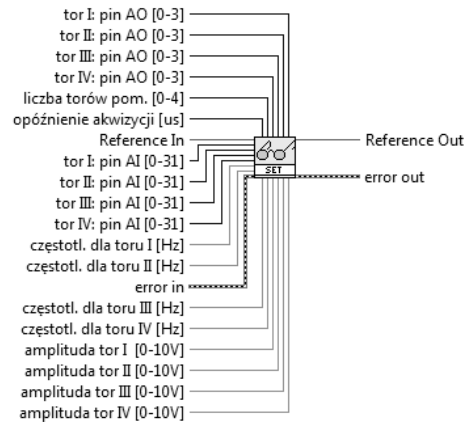 tor I: pin AO [0-3]
tor II: pin AO [0-3]
tor III: pin AO [0-3]
tor IV: pin AO [0-3]
liczba torów pom. [0-4]
opóźnienie akwizycji [us]
Reference In
Reference Out
tor I: pin AI [0-31]
SET
tor II: pin AI [0-31]
error out
tor III: pin AI [0-31]
tor IV: pin AI [0-31]
częstotl. dla toru I [Hz]
częstotl. dla toru II [Hz]
error in
częstotl. dla toru III [Hz]
częstotl. dla toru IV [Hz]
amplituda tor I [0-10V]
amplituda tor II [0-10V]
amplituda tor III [0-10V]
amplituda tor IV [0-10V]